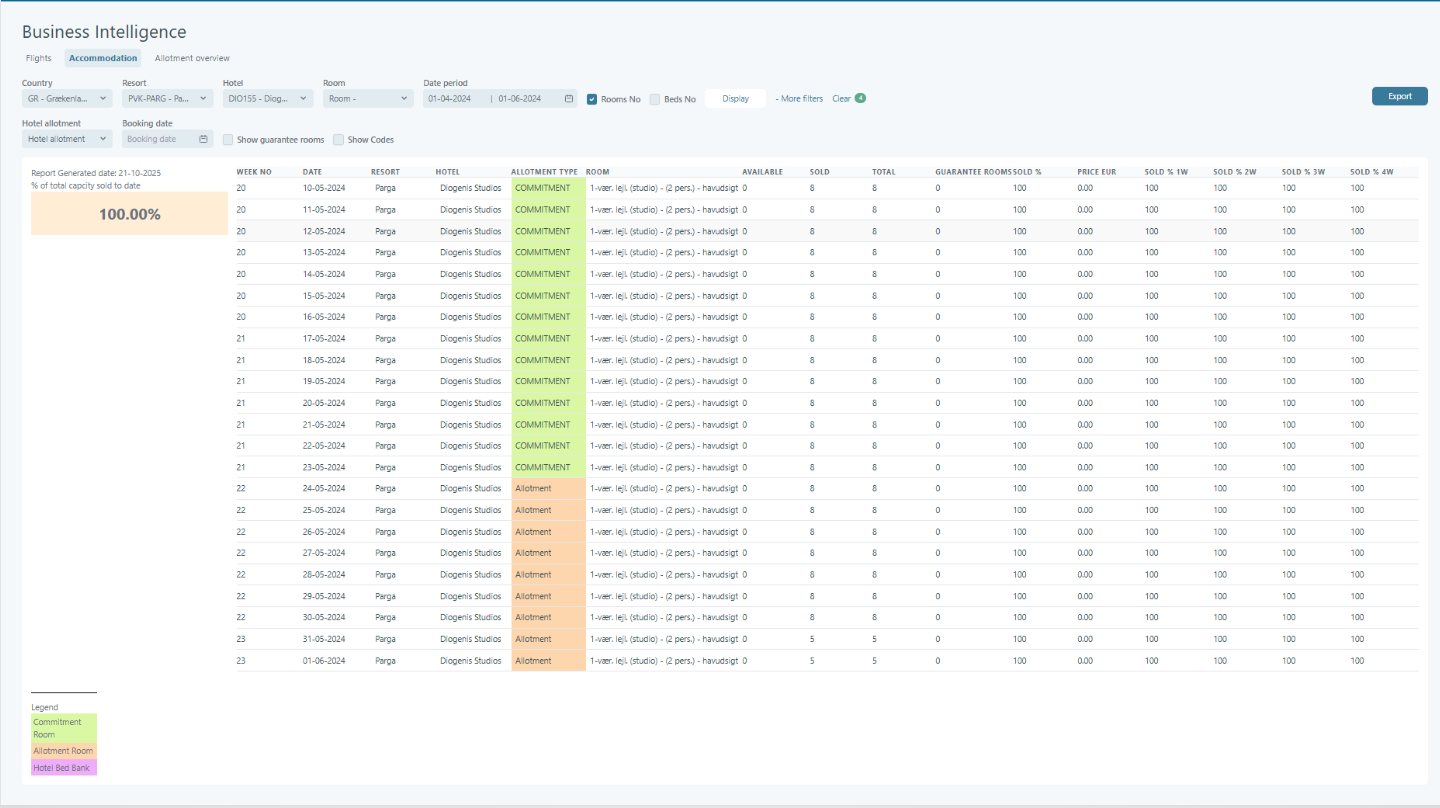 Business Intelligence
Flights Accommodation Allotment overview
Country Resort Hotel Room Date period
GR - Grækenla... PVK-PARG - Pa... DIO155 - Diog... Room - 01-04-2024 | 01-06-2024 Rooms No Beds No Display - More filters Clear 4 Export
Hotel allotment Booking date
Hotel allotment Booking date Show guarantee rooms Show Codes
Report Generated date: 21-10-2025
% of total capcity sold to date
100.00%
WEEK NO DATE RESORT HOTEL ALLOTMENT TYPE ROOM AVAILABLE SOLD TOTAL GUARANTEE ROOMS SOLD % PRICE EUR SOLD % 1W SOLD % 2W SOLD % 3W SOLD % 4W
20 10-05-2024 Parga Diogenis Studios COMMITMENT 1-vær. lejl. (studio) - (2 pers.) - havudsigt 0 8 8 0 100 0.00 100 100 100 100
20 11-05-2024 Parga Diogenis Studios COMMITMENT 1-vær. lejl. (studio) - (2 pers.) - havudsigt 0 8 8 0 100 0.00 100 100 100 100
20 12-05-2024 Parga Diogenis Studios COMMITMENT 1-vær. lejl. (studio) - (2 pers.) - havudsigt 0 8 8 0 100 0.00 100 100 100 100
20 13-05-2024 Parga Diogenis Studios COMMITMENT 1-vær. lejl. (studio) - (2 pers.) - havudsigt 0 8 8 0 100 0.00 100 100 100 100
20 14-05-2024 Parga Diogenis Studios COMMITMENT 1-vær. lejl. (studio) - (2 pers.) - havudsigt 0 8 8 0 100 0.00 100 100 100 100
20 15-05-2024 Parga Diogenis Studios COMMITMENT 1-vær. lejl. (studio) - (2 pers.) - havudsigt 0 8 8 0 100 0.00 100 100 100 100
20 16-05-2024 Parga Diogenis Studios COMMITMENT 1-vær. lejl. (studio) - (2 pers.) - havudsigt 0 8 8 0 100 0.00 100 100 100 100
21 17-05-2024 Parga Diogenis Studios COMMITMENT 1-vær. lejl. (studio) - (2 pers.) - havudsigt 0 8 8 0 100 0.00 100 100 100 100
21 18-05-2024 Parga Diogenis Studios COMMITMENT 1-vær. lejl. (studio) - (2 pers.) - havudsigt 0 8 8 0 100 0.00 100 100 100 100
21 19-05-2024 Parga Diogenis Studios COMMITMENT 1-vær. lejl. (studio) - (2 pers.) - havudsigt 0 8 8 0 100 0.00 100 100 100 100
21 20-05-2024 Parga Diogenis Studios COMMITMENT 1-vær. lejl. (studio) - (2 pers.) - havudsigt 0 8 8 0 100 0.00 100 100 100 100
21 21-05-2024 Parga Diogenis Studios COMMITMENT 1-vær. lejl. (studio) - (2 pers.) - havudsigt 0 8 8 0 100 0.00 100 100 100 100
21 22-05-2024 Parga Diogenis Studios COMMITMENT 1-vær. lejl. (studio) - (2 pers.) - havudsigt 0 8 8 0 100 0.00 100 100 100 100
21 23-05-2024 Parga Diogenis Studios COMMITMENT 1-vær. lejl. (studio) - (2 pers.) - havudsigt 0 8 8 0 100 0.00 100 100 100 100
22 24-05-2024 Parga Diogenis Studios Allotment 1-vær. lejl. (studio) - (2 pers.) - havudsigt 0 8 8 0 100 0.00 100 100 100 100
22 25-05-2024 Parga Diogenis Studios Allotment 1-vær. lejl. (studio) - (2 pers.) - havudsigt 0 8 8 0 100 0.00 100 100 100 100
22 26-05-2024 Parga Diogenis Studios Allotment 1-vær. lejl. (studio) - (2 pers.) - havudsigt 0 8 8 0 100 0.00 100 100 100 100
22 27-05-2024 Parga Diogenis Studios Allotment 1-vær. lejl. (studio) - (2 pers.) - havudsigt 0 8 8 0 100 0.00 100 100 100 100
22 28-05-2024 Parga Diogenis Studios Allotment 1-vær. lejl. (studio) - (2 pers.) - havudsigt 0 8 8 0 100 0.00 100 100 100 100
22 29-05-2024 Parga Diogenis Studios Allotment 1-vær. lejl. (studio) - (2 pers.) - havudsigt 0 8 8 0 100 0.00 100 100 100 100
22 30-05-2024 Parga Diogenis Studios Allotment 1-vær. lejl. (studio) - (2 pers.) - havudsigt 0 8 8 0 100 0.00 100 100 100 100
23 31-05-2024 Parga Diogenis Studios Allotment 1-vær. lejl. (studio) - (2 pers.) - havudsigt 0 5 5 0 100 0.00 100 100 100 100
23 01-06-2024 Parga Diogenis Studios Allotment 1-vær. lejl. (studio) - (2 pers.) - havudsigt 0 5 5 0 100 0.00 100 100 100 100
Legend
Commitment
Room
Allotment Room
Hotel Bed Bank